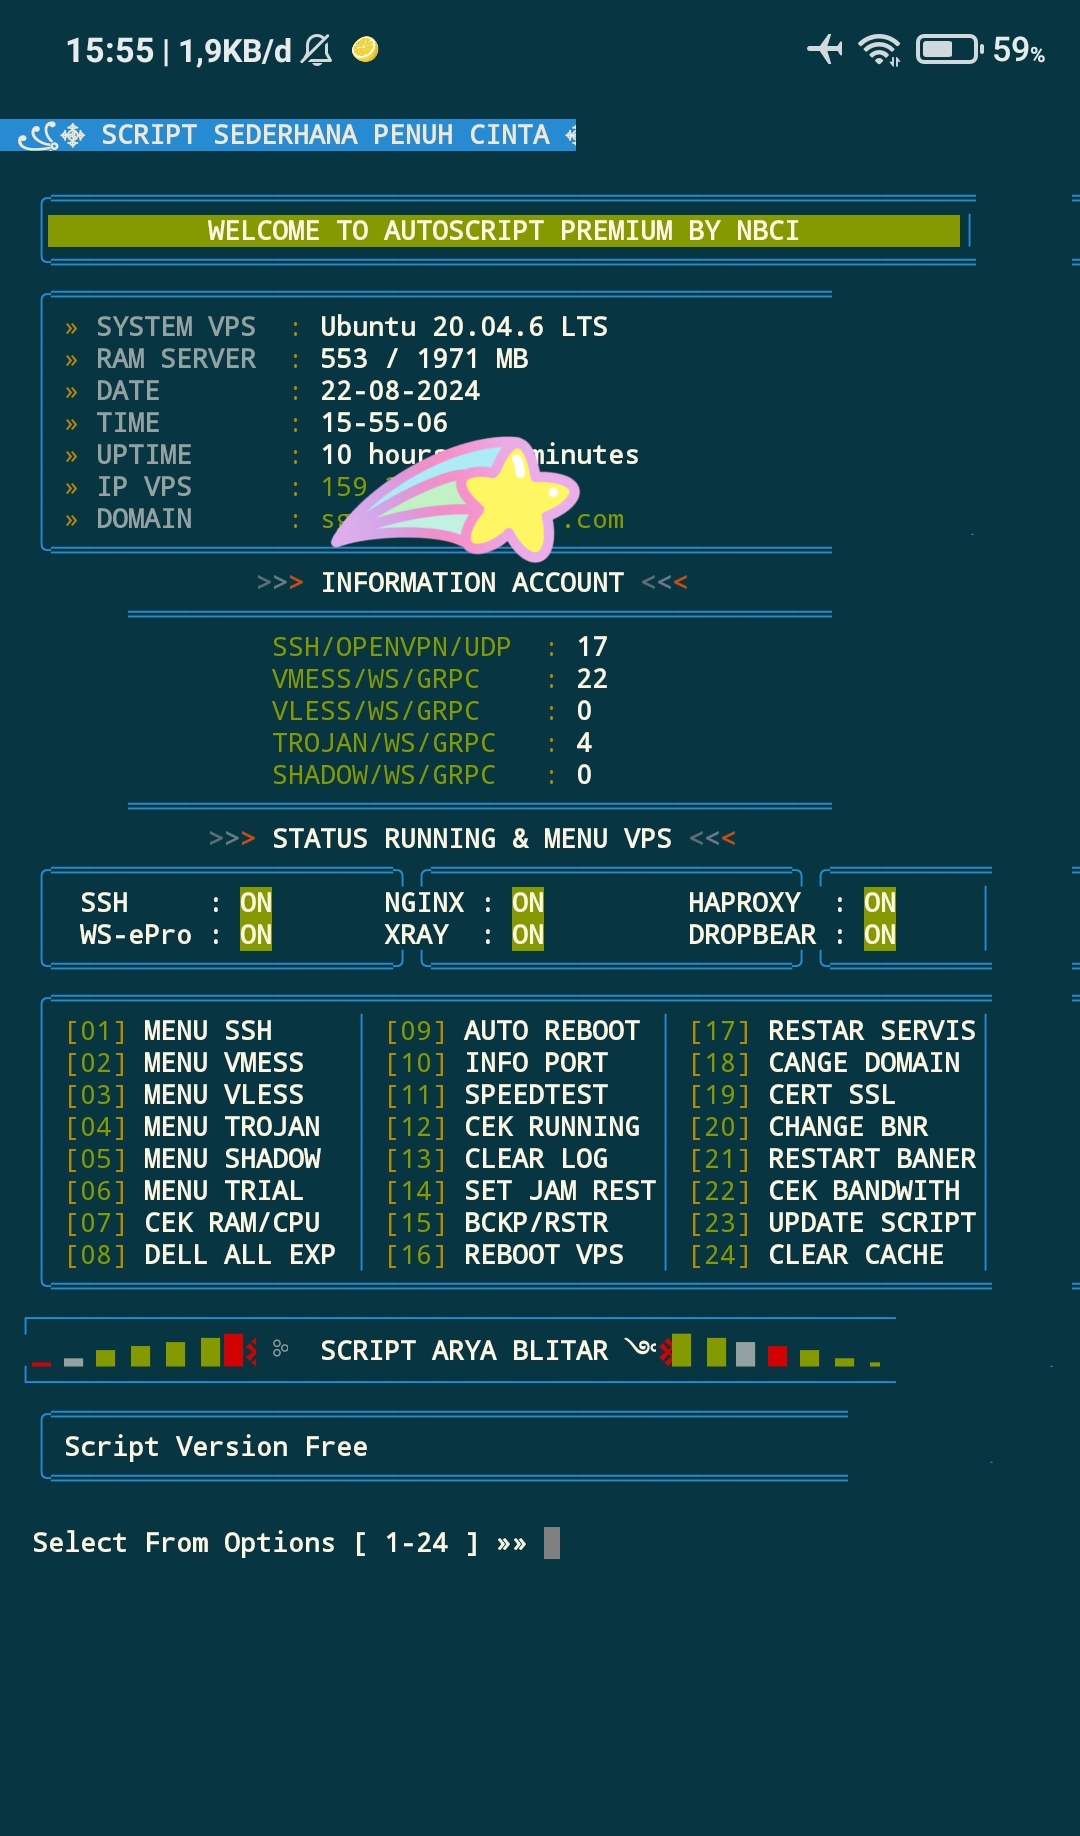 15:55 | 1,9KB/d 59%
SCRIPT SEDERHANA PENUH CINTA
WELCOME TO AUTOSCRIPT PREMIUM BY NBCI
» SYSTEM VPS : Ubuntu 20.04.6 LTS
» RAM SERVER : 553 / 1971 MB
» DATE : 22-08-2024
» TIME : 15-55-06
» UPTIME : 10 hours minutes
» IP VPS : 159
» DOMAIN : .com
>>> INFORMATION ACCOUNT <<<
SSH/OPENVPN/UDP : 17
VMESS/WS/GRPC : 22
VLESS/WS/GRPC : 0
TROJAN/WS/GRPC : 4
SHADOW/WS/GRPC : 0
>>> STATUS RUNNING & MENU VPS <<<
SSH : ON NGINX : ON HAPROXY : ON
WS-ePro : ON XRAY : ON DROPBEAR : ON
[01] MENU SSH [09] AUTO REBOOT [17] RESTAR SERVIS
[02] MENU VMESS [10] INFO PORT [18] CANGE DOMAIN
[03] MENU VLESS [11] SPEEDTEST [19] CERT SSL
[04] MENU TROJAN [12] CEK RUNNING [20] CHANGE BNR
[05] MENU SHADOW [13] CLEAR LOG [21] RESTART BANER
[06] MENU TRIAL [14] SET JAM REST [22] CEK BANDWITH
[07] CEK RAM/CPU [15] BCKP/RSTR [23] UPDATE SCRIPT
[08] DELL ALL EXP [16] REBOOT VPS [24] CLEAR CACHE
SCRIPT ARYA BLITAR
Script Version Free
Select From Options [ 1-24 ] »»